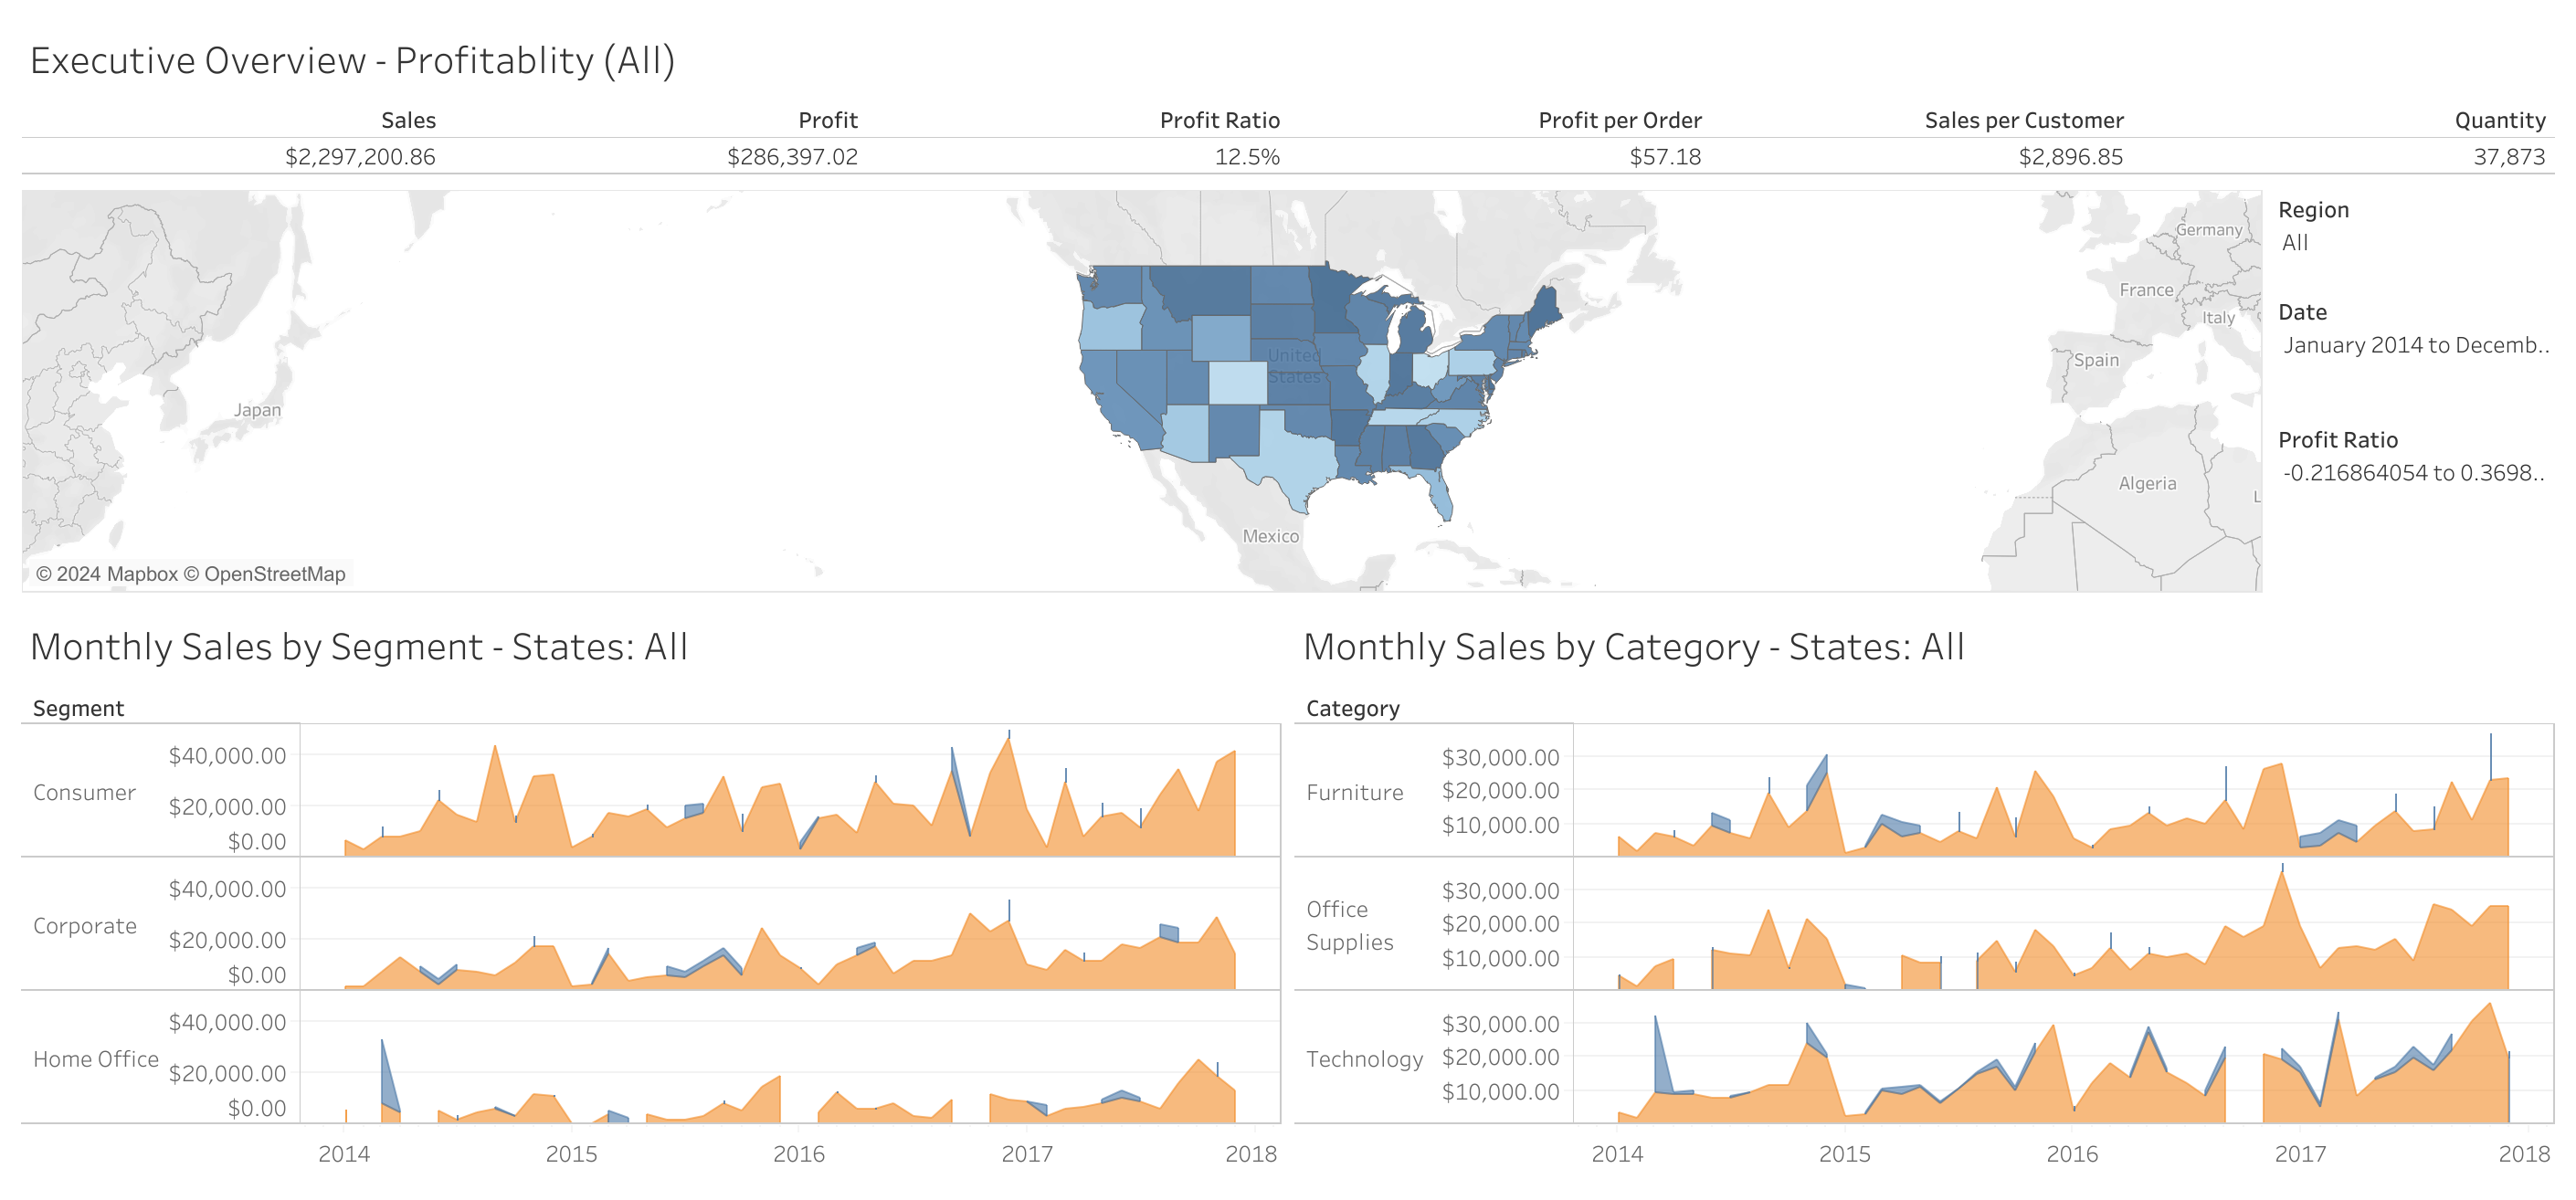 Executive Overview - Profitablity (All)
Sales Profit Profit Ratio Profit per Order Sales per Customer Quantity
$2,297,200.86 $286,397.02 12.5% $57.18 $2,896.85 37,873
Region
All
Date
January 2014 to Decemb..
Profit Ratio
-0.216864054 to 0.3698..
Germany
France
Italy
Spain
United
States
Japan
Algeria
L
Mexico
© 2024 Mapbox © OpenStreetMap
Monthly Sales by Segment - States: All
Segment
Consumer
$40,000.00
$20,000.00
$0.00
Corporate
$40,000.00
$20,000.00
$0.00
Home Office
$40,000.00
$20,000.00
$0.00
2014 2015 2016 2017 2018
Monthly Sales by Category - States: All
Category
Furniture
$30,000.00
$20,000.00
$10,000.00
Office
Supplies
$30,000.00
$20,000.00
$10,000.00
Technology
$30,000.00
$20,000.00
$10,000.00
2014 2015 2016 2017 2018